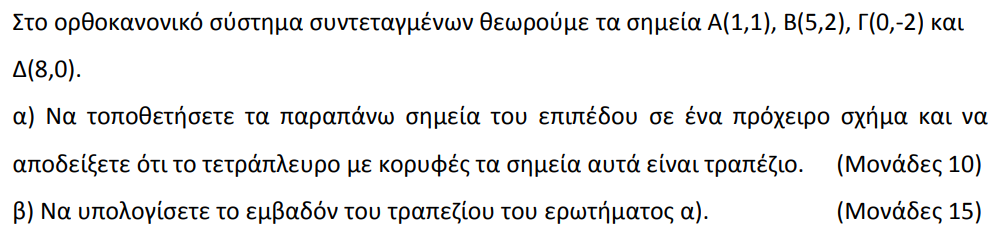 Στο ορθοκανονικό σύστημα συντεταγμένων θεωρούμε τα σημεία Α(1,1), Β(5,2), Γ(0,-2) και
Δ(8,0).
α) Να τοποθετήσετε τα παραπάνω σημεία του επιπέδου σε ένα πρόχειρο σχήμα και να
αποδείξετε ότι το τετράπλευρο με κορυφές τα σημεία αυτά είναι τραπέζιο. (Μονάδες 10)
β) Να υπολογίσετε το εμβαδόν του τραπεζίου του ερωτήματος α). (Μονάδες 15)